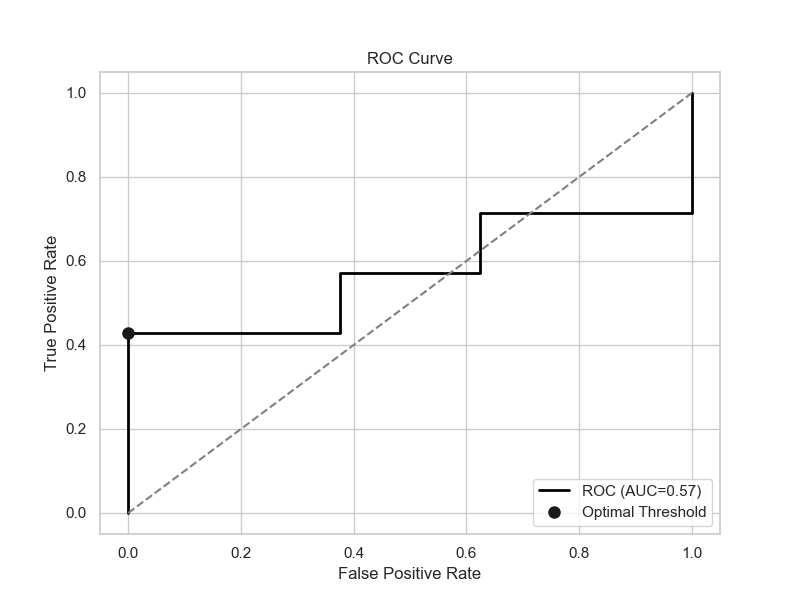 ROC Curve
1.0
0.8
0.6
0.4
0.2
0.0
True Positive Rate
0.0 0.2 0.4 0.6 0.8 1.0
False Positive Rate
ROC (AUC=0.57)
Optimal Threshold